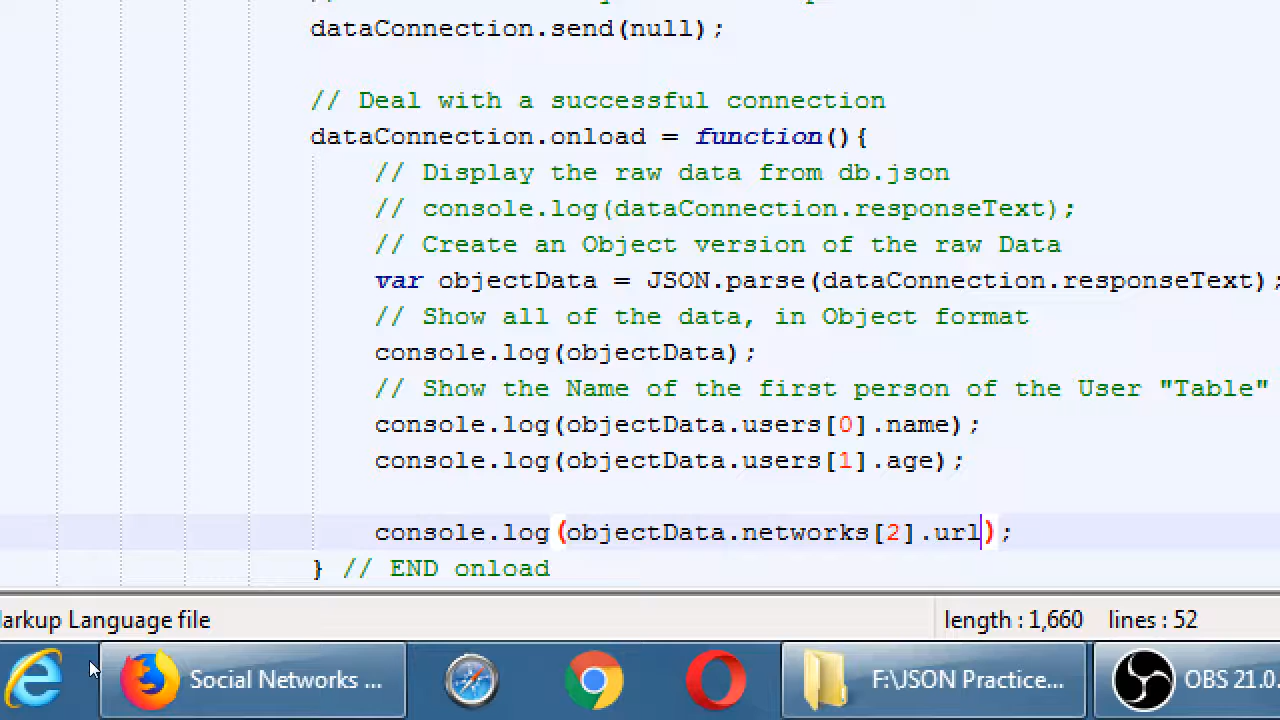 dataConnection.send(null);
// Deal with a successful connection
dataConnection.onload = function(){
// Display the raw data from db.json
// console.log(dataConnection.responseText);
// Create an Object version of the raw Data
var objectData = JSON.parse(dataConnection.responseText);
// Show all of the data, in Object format
console.log(objectData);
// Show the Name of the first person of the User "Table"
console.log(objectData.users[0].name);
console.log(objectData.users[1].age);
console.log(objectData.networks[2].url);
} // END onload
arkup Language file length : 1,660 lines : 52
Social Networks ... F:\JSON Practice... OBS 21.0.